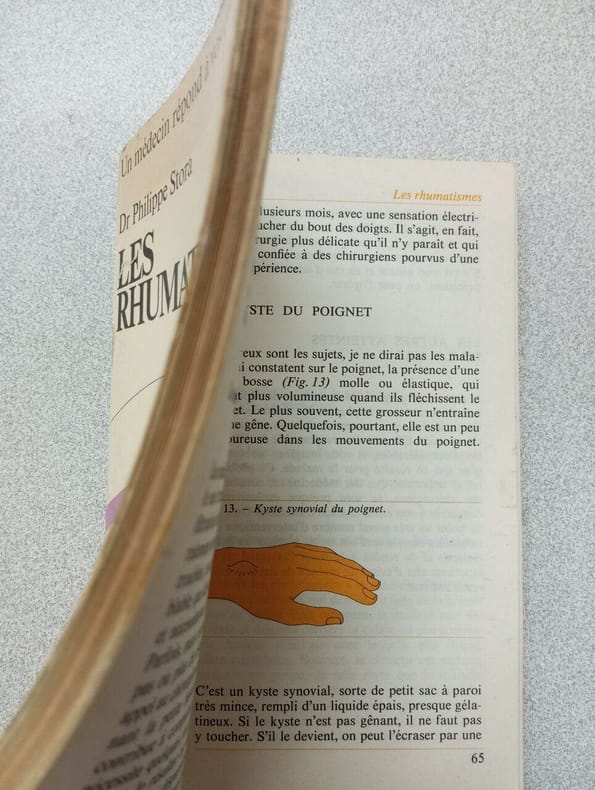 Un médecin répond à
Dr Philippe Stora
LES
RHUMAT
Les rhumatismes
lusieurs mois, avec une sensation électri-
ucher du bout des doigts. Il s'agit, en fait,
rurgie plus délicate qu'il n'y paraît et qui
confiée à des chirurgiens pourvus d'une
périence.
STE DU POIGNET
eux sont les sujets, je ne dirai pas les mala-
i constatent sur le poignet, la présence d'une
bosse (Fig. 13) molle ou élastique, qui
t plus volumineuse quand ils fléchissent le
et. Le plus souvent, cette grosseur n'entraîne
e gêne. Quelquefois, pourtant, elle est un peu
ureuse dans les mouvements du poignet.
13. – Kyste synovial du poignet.
C'est un kyste synovial, sorte de petit sac à paroi
très mince, rempli d'un liquide épais, presque géla-
tineux. Si le kyste n'est pas gênant, il ne faut pas
y toucher. S'il le devient, on peut l'écraser par une
65